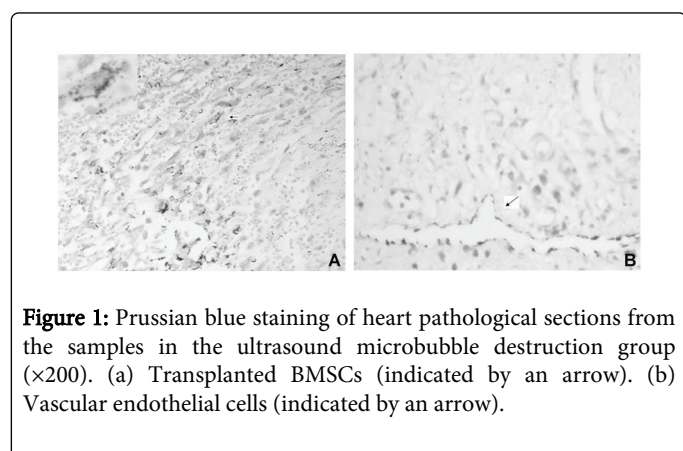 A B
Figure 1: Prussian blue staining of heart pathological sections from
the samples in the ultrasound microbubble destruction group
(×200). (a) Transplanted BMSCs (indicated by an arrow). (b)
Vascular endothelial cells (indicated by an arrow).